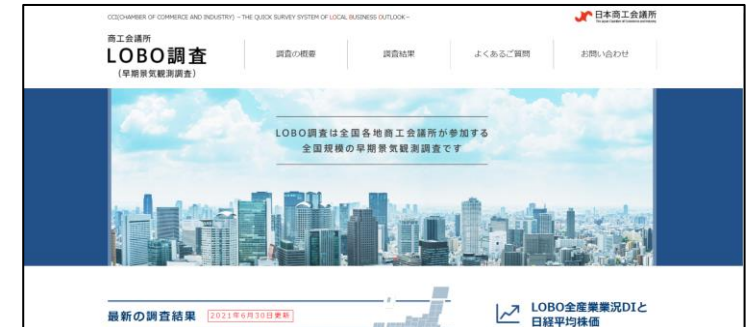 CCI(CHAMBER OF COMMERCE AND INDUSTRY) – THE QUICK SURVEY SYSTEM OF LOCAL BUSINESS OUTLOOK–
日本商工会議所
The Japan Chamber of Commerce and Industry
商工会議所
LOBO調査
(早期景気観測調査)
調査の概要
調査結果
よくあるご質問
お問い合わせ
LOBO調査は全国各地商工会議所が参加する
全国規模の早期景気観測調査です
最新の調査結果
2021年6月30日更新
LOBO全産業業況DIと
日経平均株価